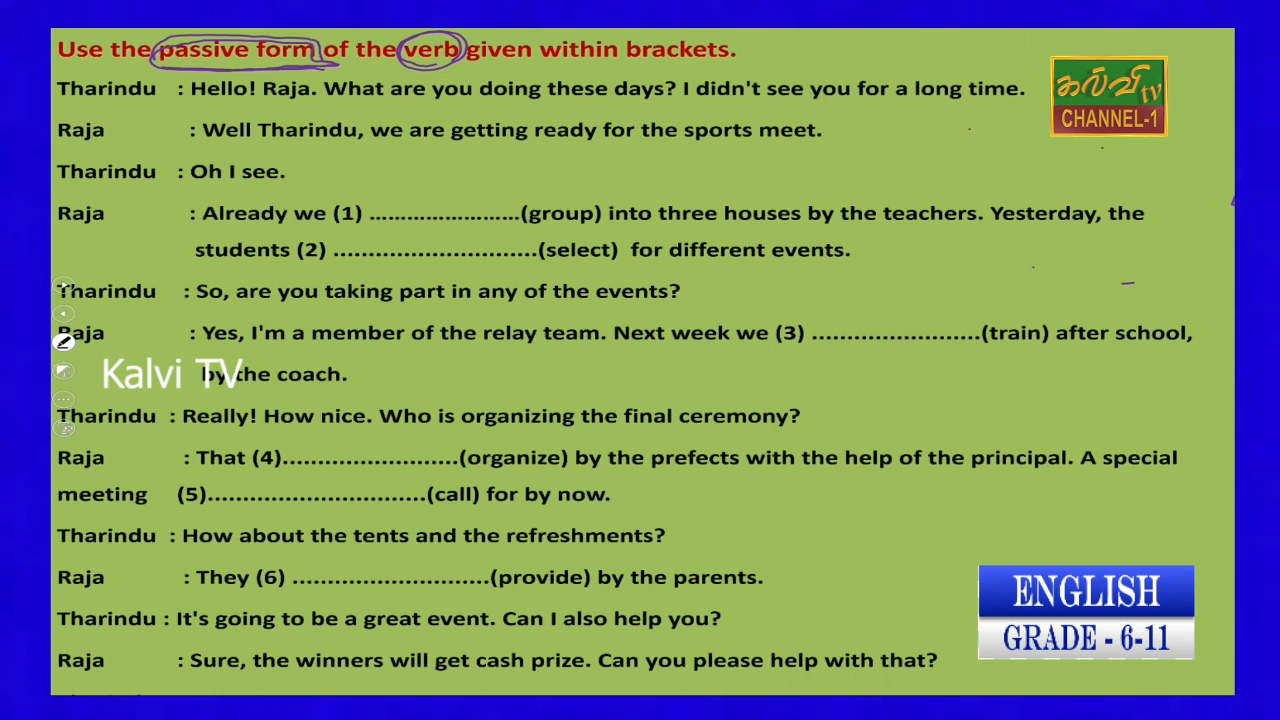 Use the passive form of the verb given within brackets.
Tharindu : Hello! Raja. What are you doing these days? I didn't see you for a long time.
கல்வி tv
CHANNEL-1
Raja : Well Tharindu, we are getting ready for the sports meet.
Tharindu : Oh I see.
Raja : Already we (1) ........................(group) into three houses by the teachers. Yesterday, the
students (2) .............................(select) for different events.
Tharindu : So, are you taking part in any of the events?
Raja : Yes, I'm a member of the relay team. Next week we (3) ........................(train) after school,
by the coach.
Kalvi TV
Tharindu : Really! How nice. Who is organizing the final ceremony?
Raja : That (4).........................(organize) by the prefects with the help of the principal. A special
meeting (5)...............................(call) for by now.
Tharindu : How about the tents and the refreshments?
Raja : They (6) ............................(provide) by the parents.
Tharindu : It's going to be a great event. Can I also help you?
Raja : Sure, the winners will get cash prize. Can you please help with that?
ENGLISH
GRADE - 6-11